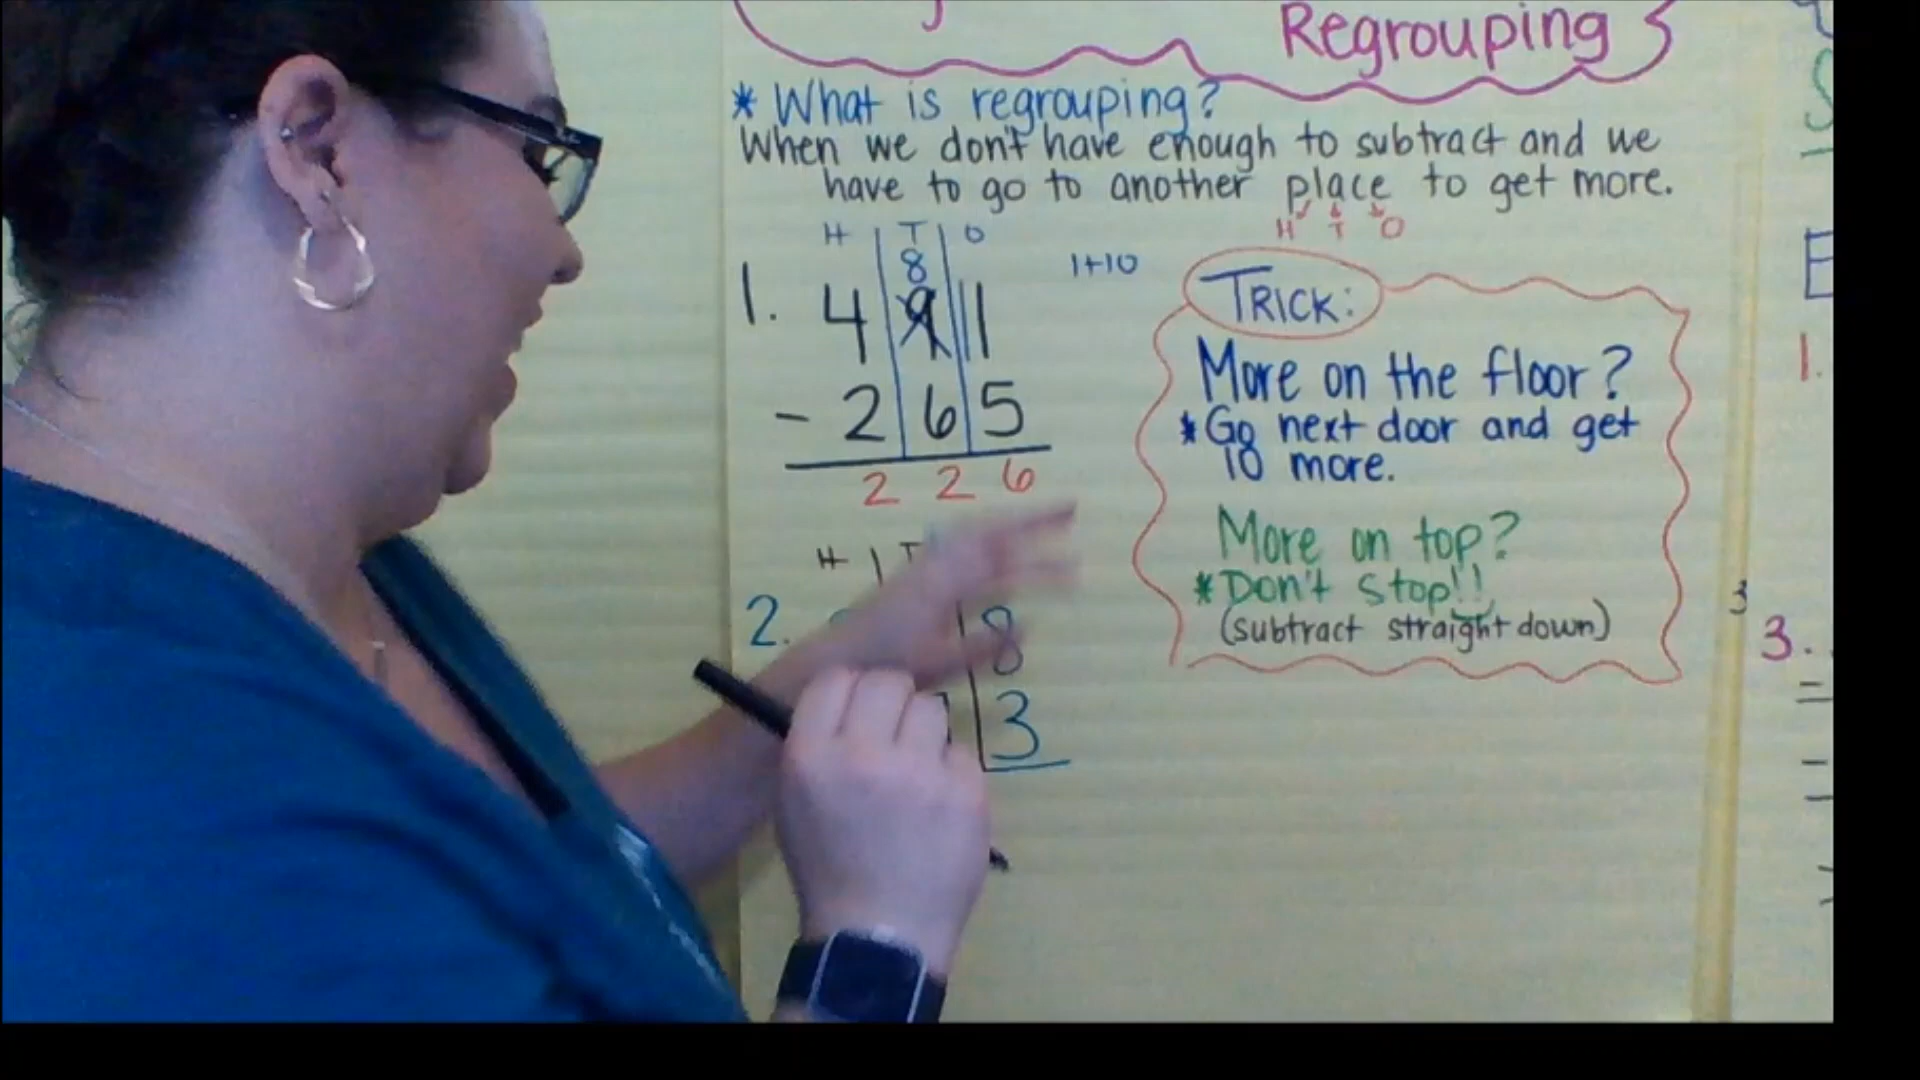 Regrouping
* What is regrouping?
When we don't have enough to subtract and we
have to go to another place to get more.
H T O
H T O
8
1+10
1. 4 9 11
- 2 6 5
2 2 6
TRICK:
More on the floor?
* Go next door and get
10 more.
More on top?
* Don't stop!!
(subtract straight down)
H T
2. 8
3
3
1.
3.